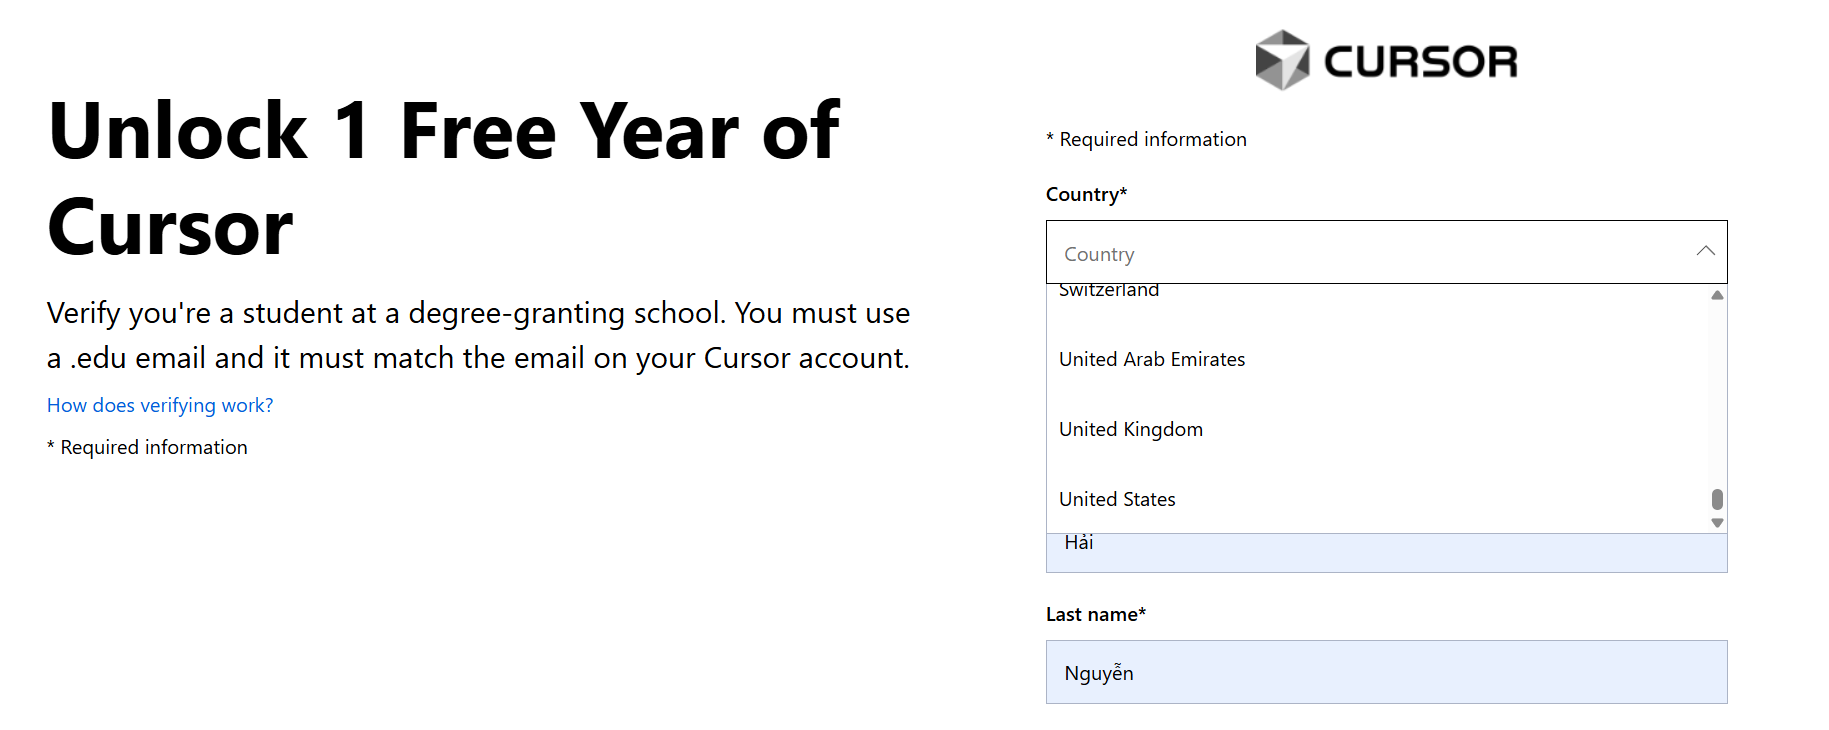 Unlock 1 Free Year of
Cursor
Verify you're a student at a degree-granting school. You must use
a .edu email and it must match the email on your Cursor account.
How does verifying work?
* Required information
CURSOR
* Required information
Country*
Country
Switzerland
United Arab Emirates
United Kingdom
United States
Hải
Last name*
Nguyễn